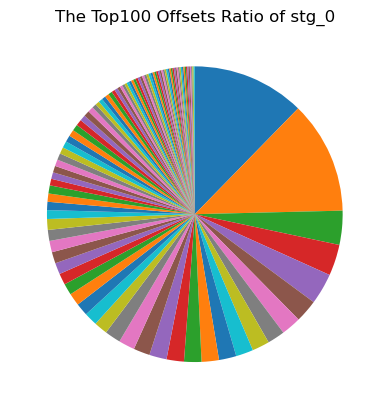 The Top100 Offsets Ratio of stg_0